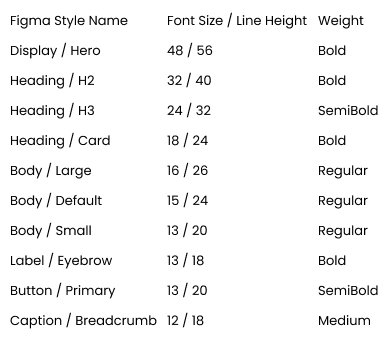 Figma Style Name Font Size / Line Height Weight
Display / Hero 48 / 56 Bold
Heading / H2 32 / 40 Bold
Heading / H3 24 / 32 SemiBold
Heading / Card 18 / 24 Bold
Body / Large 16 / 26 Regular
Body / Default 15 / 24 Regular
Body / Small 13 / 20 Regular
Label / Eyebrow 13 / 18 Bold
Button / Primary 13 / 20 SemiBold
Caption / Breadcrumb 12 / 18 Medium